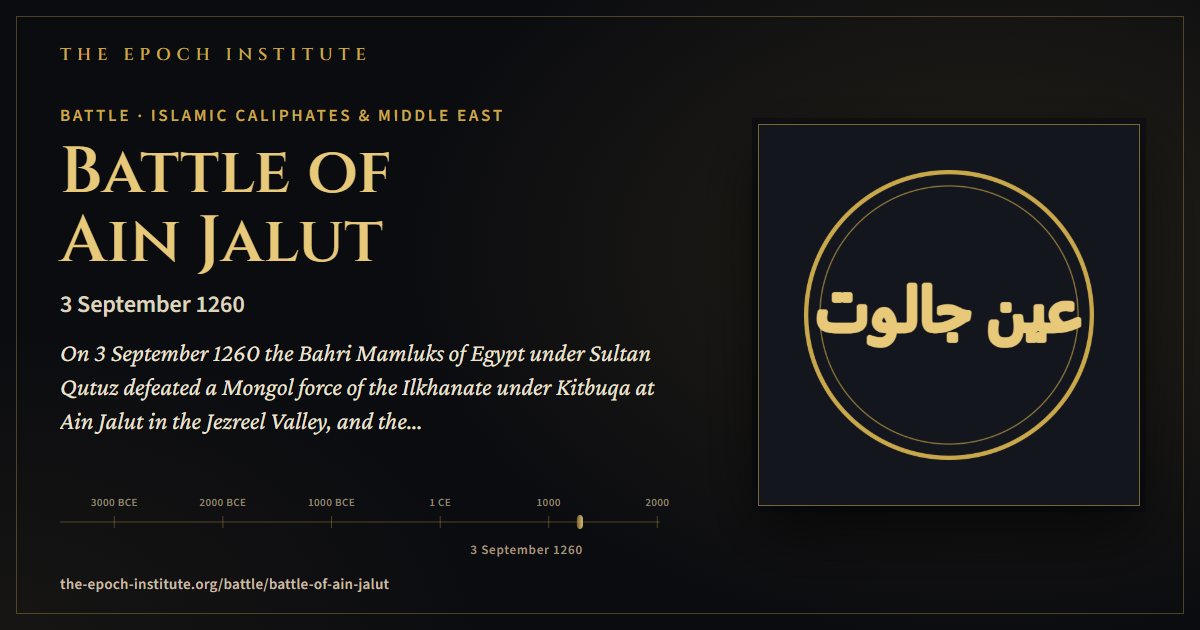 THE EPOCH INSTITUTE
BATTLE · ISLAMIC CALIPHATES & MIDDLE EAST
BATTLE OF
AIN JALUT
3 September 1260
On 3 September 1260 the Bahri Mamluks of Egypt under Sultan
Qutuz defeated a Mongol force of the Ilkhanate under Kitbuqa at
Ain Jalut in the Jezreel Valley, and the...
عين جالوت
3000 BCE 2000 BCE 1000 BCE 1 CE 1000 2000
3 September 1260
the-epoch-institute.org/battle/battle-of-ain-jalut